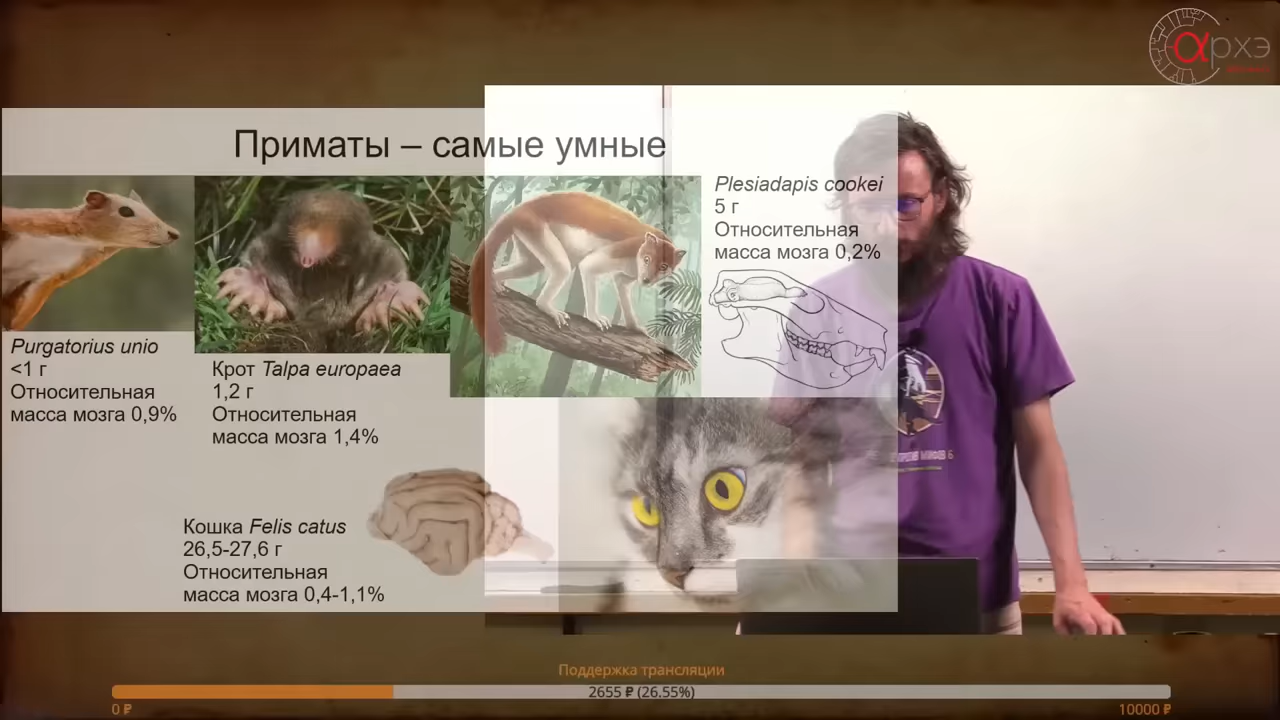 αрхэ
Приматы – самые умные
Plesiadapis cookei
5 г
Относительная
масса мозга 0,2%
Purgatorius unio
<1 г
Относительная
масса мозга 0,9%
Крот Talpa europaea
1,2 г
Относительная
масса мозга 1,4%
Кошка Felis catus
26,5-27,6 г
Относительная
масса мозга 0,4-1,1%
Поддержка трансляции
2655 ₽ (26.55%)
0 ₽
10000 ₽